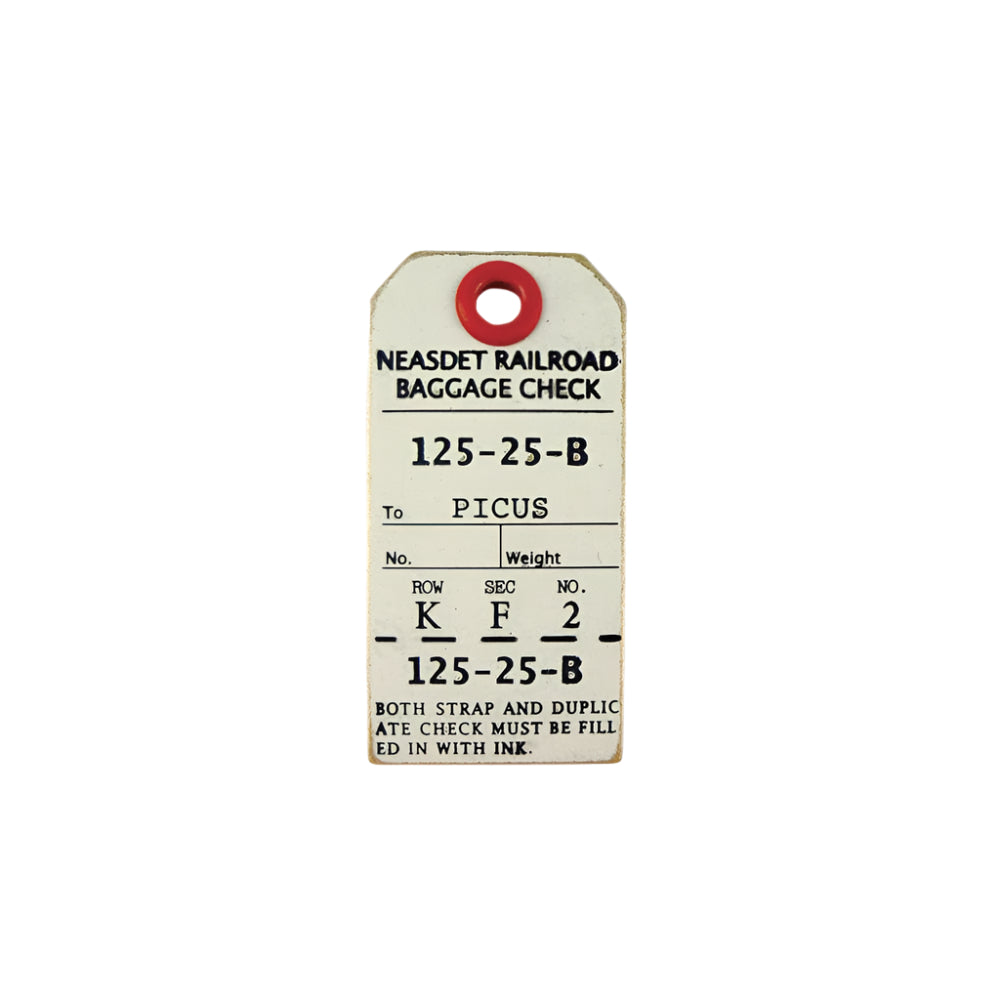 NEASDET RAILROAD
BAGGAGE CHECK
125-25-B
To PICUS
No. Weight
ROW SEC NO.
K F 2
125-25-B
BOTH STRAP AND DUPLIC
ATE CHECK MUST BE FILL
ED IN WITH INK.